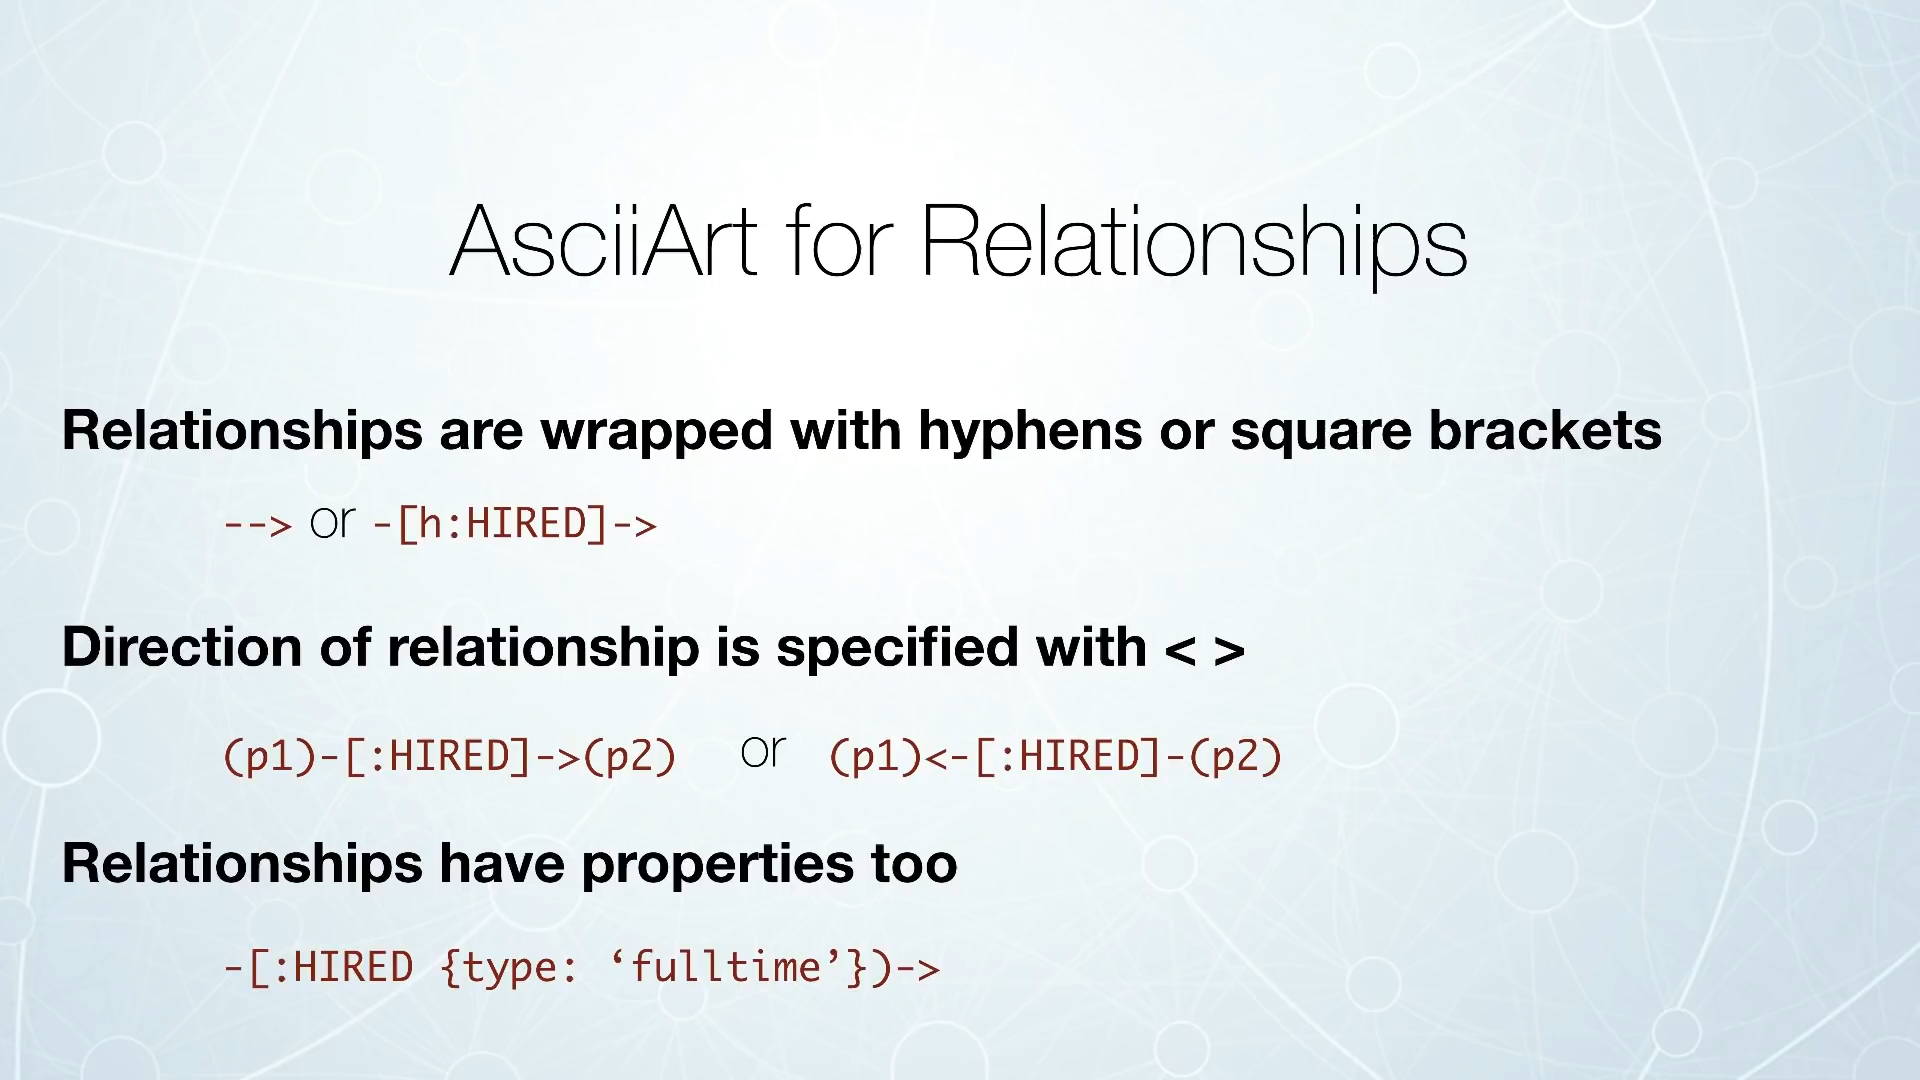 AsciiArt for Relationships
Relationships are wrapped with hyphens or square brackets
--> or -[h:HIRED]->
Direction of relationship is specified with < >
(p1)-[:HIRED]->(p2) or (p1)<-[:HIRED]-(p2)
Relationships have properties too
-[:HIRED {type: ‘fulltime’})->